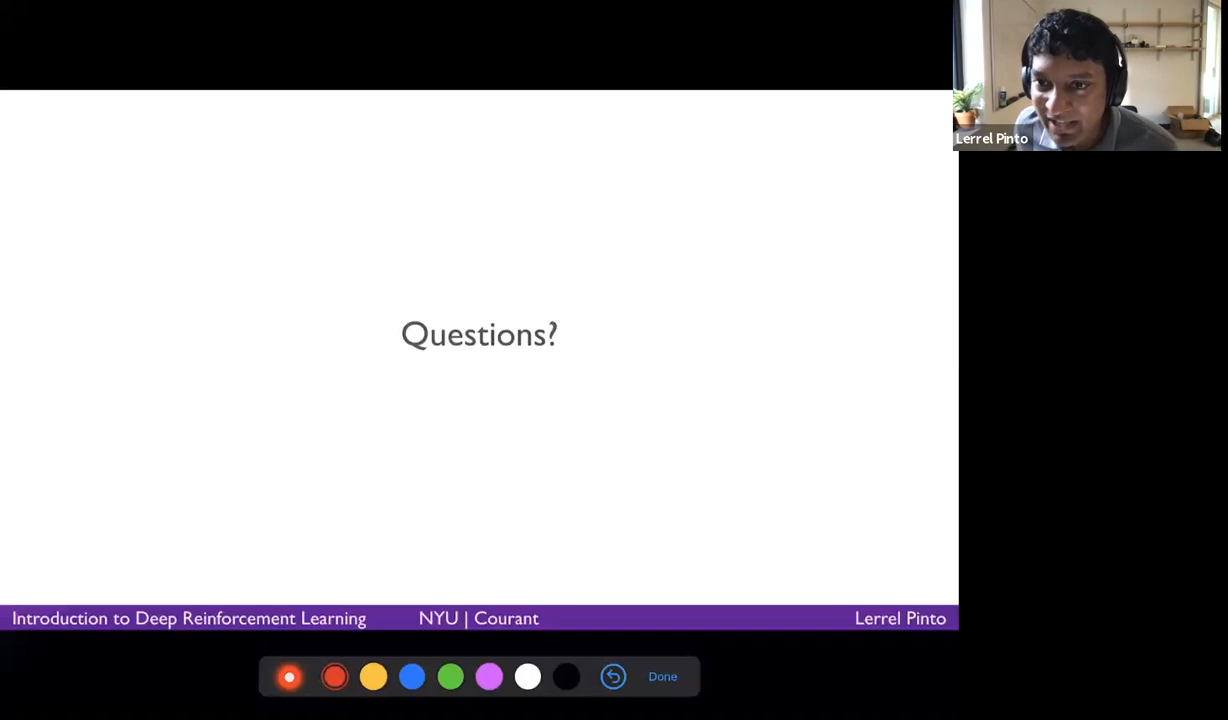 Lerrel Pinto
Questions?
Introduction to Deep Reinforcement Learning NYU | Courant Lerrel Pinto
Done